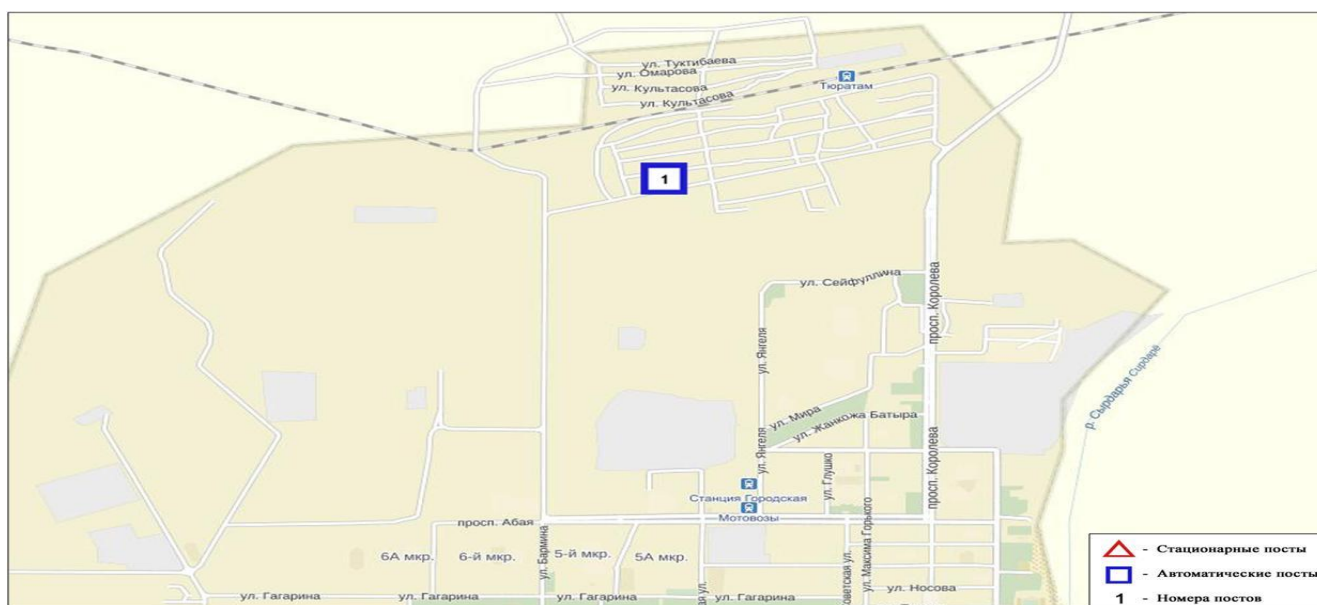 ул. Туктибаева
ул. Омарова
ул. Культасова
ул. Культасова
Тюратам
1
ул. Сейфуллина
просп. Королева
ул. Янгеля
р. Сырдарья Сирдарё
ул. Мира
ул. Жанкожа Батыра
ул. Янгеля
ул. Глушко
просп. Королева
Станция Городская
Мотовозы
ул. Максима Горького
просп. Абая
ул. Бармина
6А мкр.
6-й мкр.
5-й мкр.
5А мкр.
ул. Носова
ул. Гагарина
ул. Гагарина
ул. Гагарина
ул. Гагарина
- Стационарные посты
- Автоматические посты
1 - Номера постов